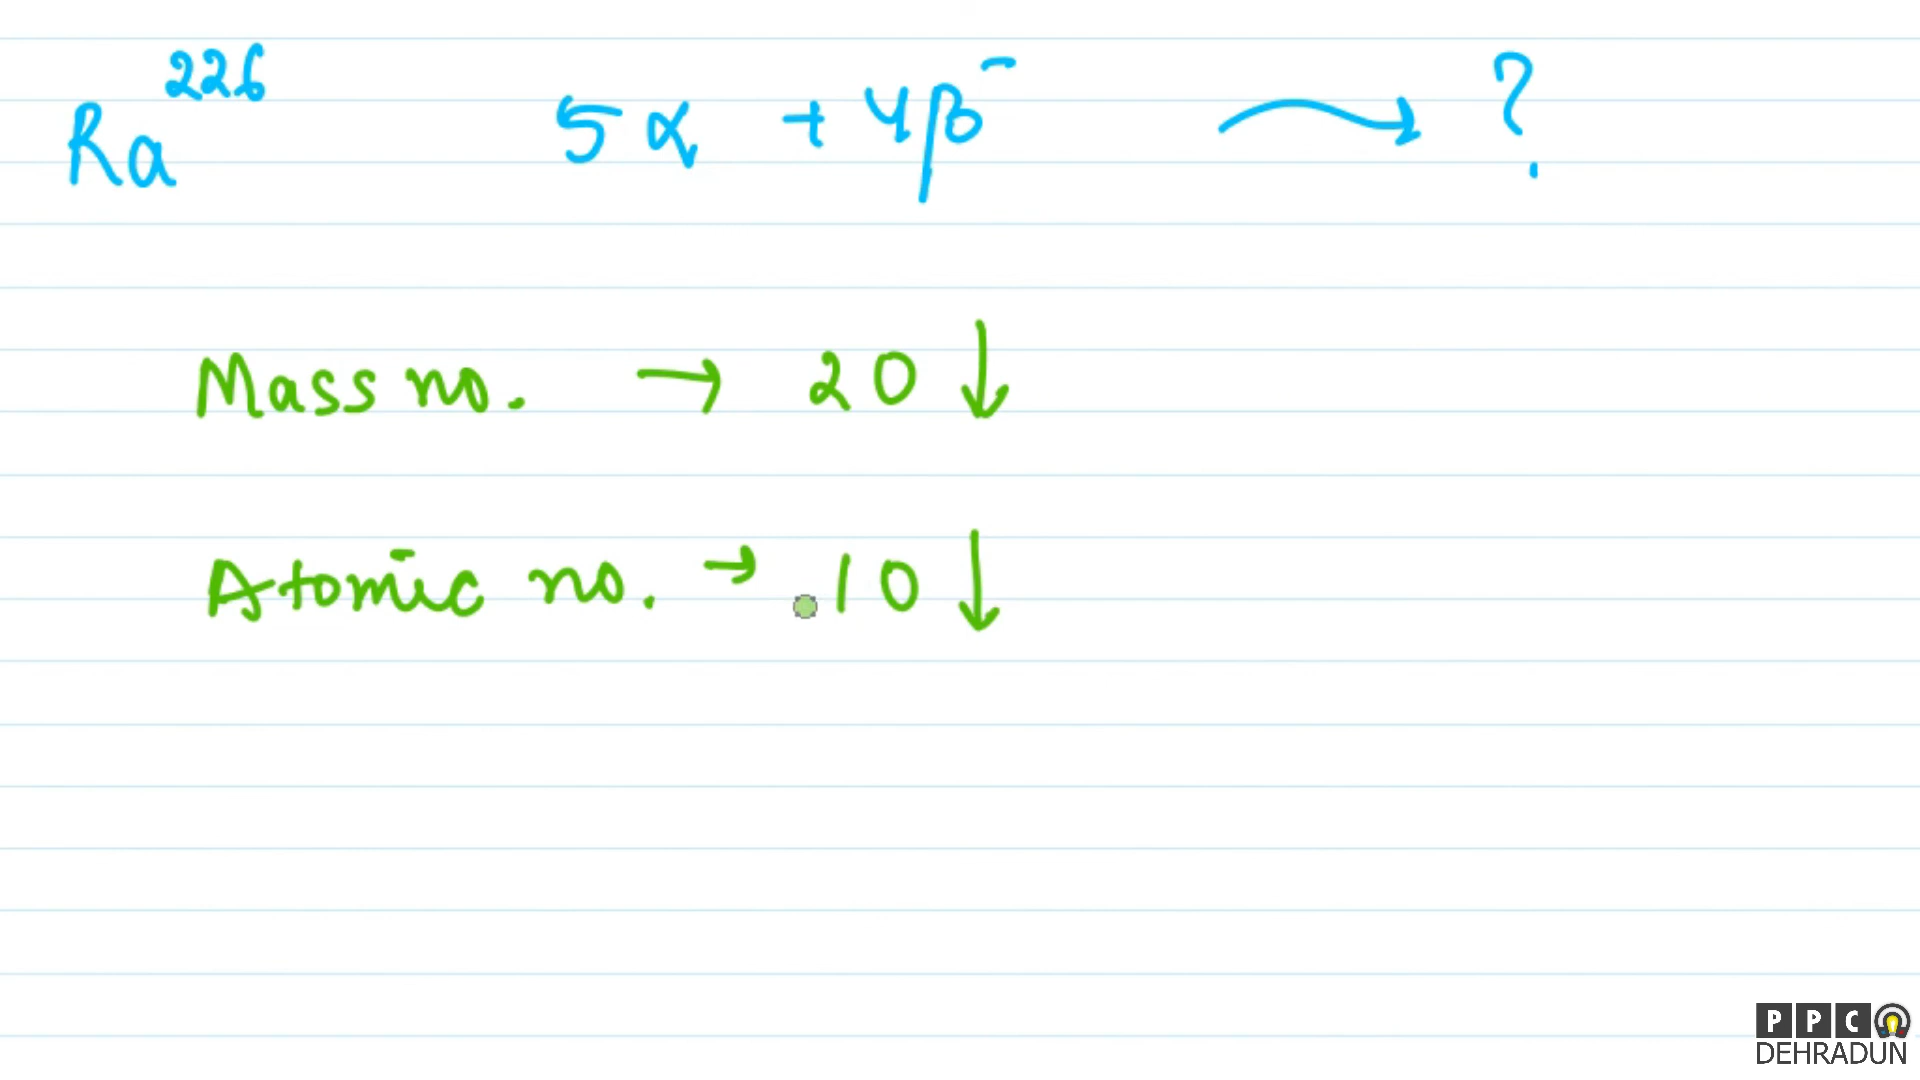 Ra²²⁶ 5α + 4β⁻ → ?
Mass no. → 20 ↓
Atomic no. → 10 ↓
PPC
DEHRADUN